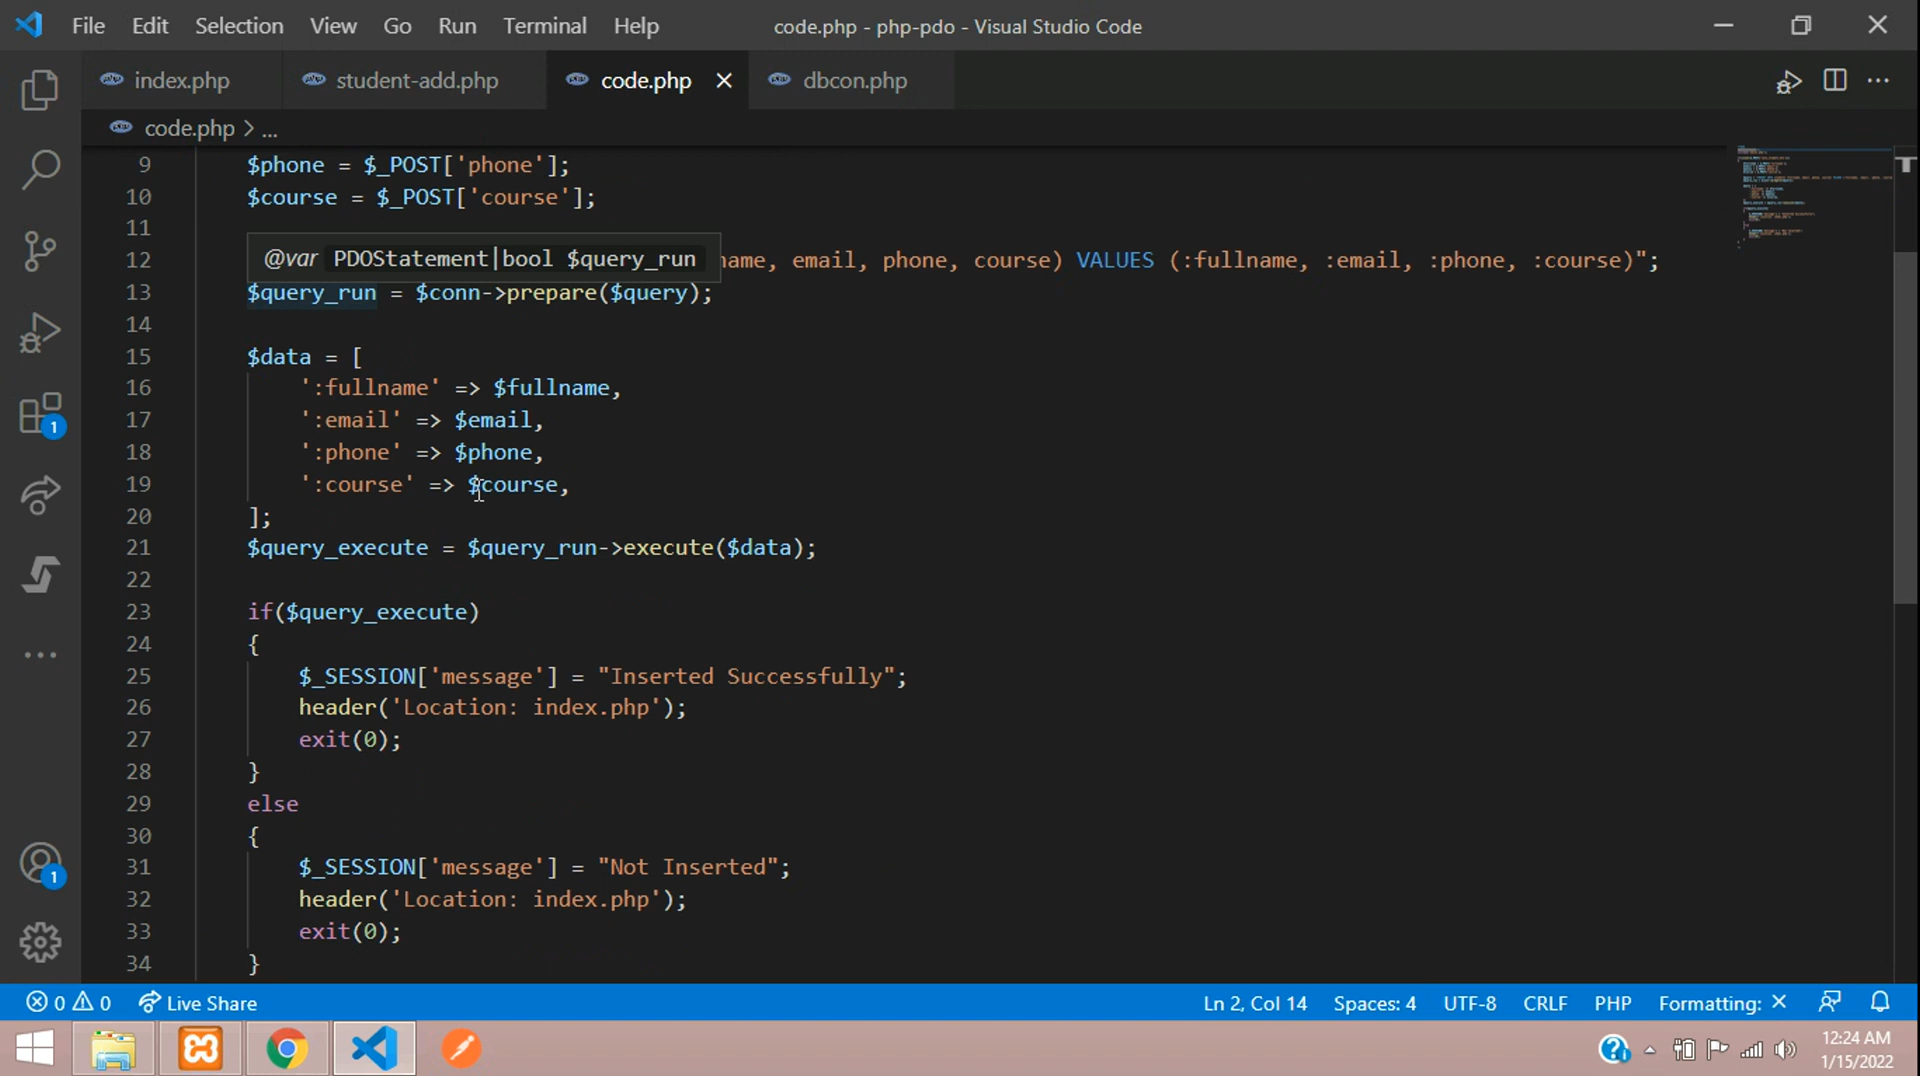 File Edit Selection View Go Run Terminal Help code.php - php-pdo - Visual Studio Code
index.php student-add.php code.php dbcon.php
code.php > ...
9 $phone = $_POST['phone'];
10 $course = $_POST['course'];
11
@var PDOStatement|bool $query_run
12 name, email, phone, course) VALUES (:fullname, :email, :phone, :course)";
13 $query_run = $conn->prepare($query);
14
15 $data = [
16 ':fullname' => $fullname,
17 ':email' => $email,
18 ':phone' => $phone,
19 ':course' => $course,
20 ];
21 $query_execute = $query_run->execute($data);
22
23 if($query_execute)
24 {
25 $_SESSION['message'] = "Inserted Successfully";
26 header('Location: index.php');
27 exit(0);
28 }
29 else
30 {
31 $_SESSION['message'] = "Not Inserted";
32 header('Location: index.php');
33 exit(0);
34 }
1
1
0 0 Live Share Ln 2, Col 14 Spaces: 4 UTF-8 CRLF PHP Formatting: ×
12:24 AM
1/15/2022